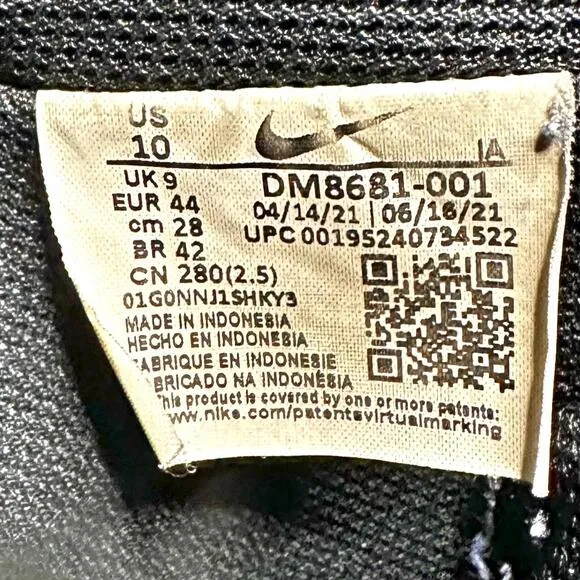 US
10
IA
UK 9
EUR 44
cm 28
BR 42
CN 280(2.5)
DM8681-001
04/14/21 | 06/16/21
UPC 00195240734522
01G0NNJ1SHKY3
MADE IN INDONESIA
HECHO EN INDONESIA
FABRIQUE EN INDONESIE
FABRICADO NA INDONÉSIA
This product is covered by one or more patents:
www.nike.com/patentsvirtualmarking